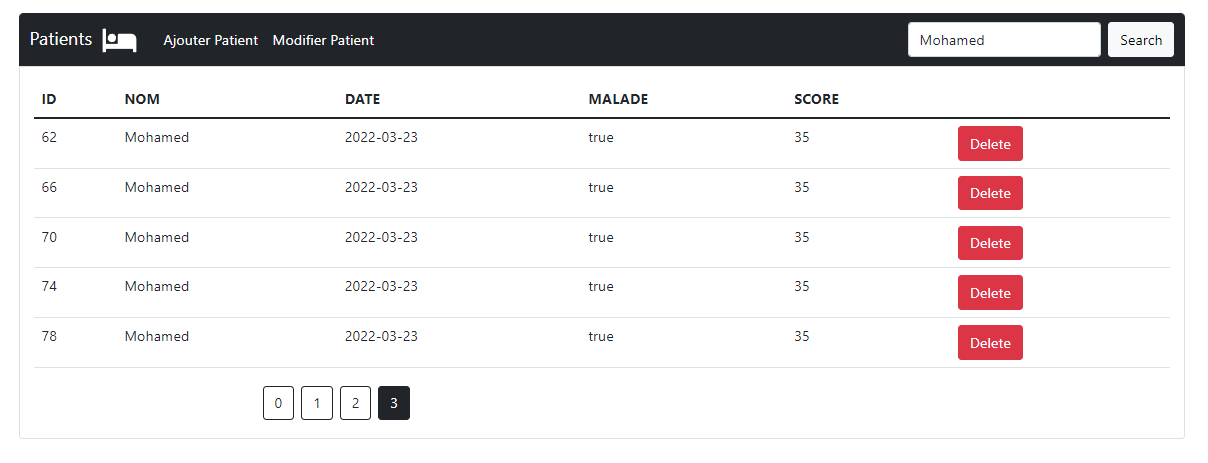 Patients Ajouter Patient Modifier Patient Mohamed Search
ID NOM DATE MALADE SCORE
62 Mohamed 2022-03-23 true 35 Delete
66 Mohamed 2022-03-23 true 35 Delete
70 Mohamed 2022-03-23 true 35 Delete
74 Mohamed 2022-03-23 true 35 Delete
78 Mohamed 2022-03-23 true 35 Delete
0 1 2 3